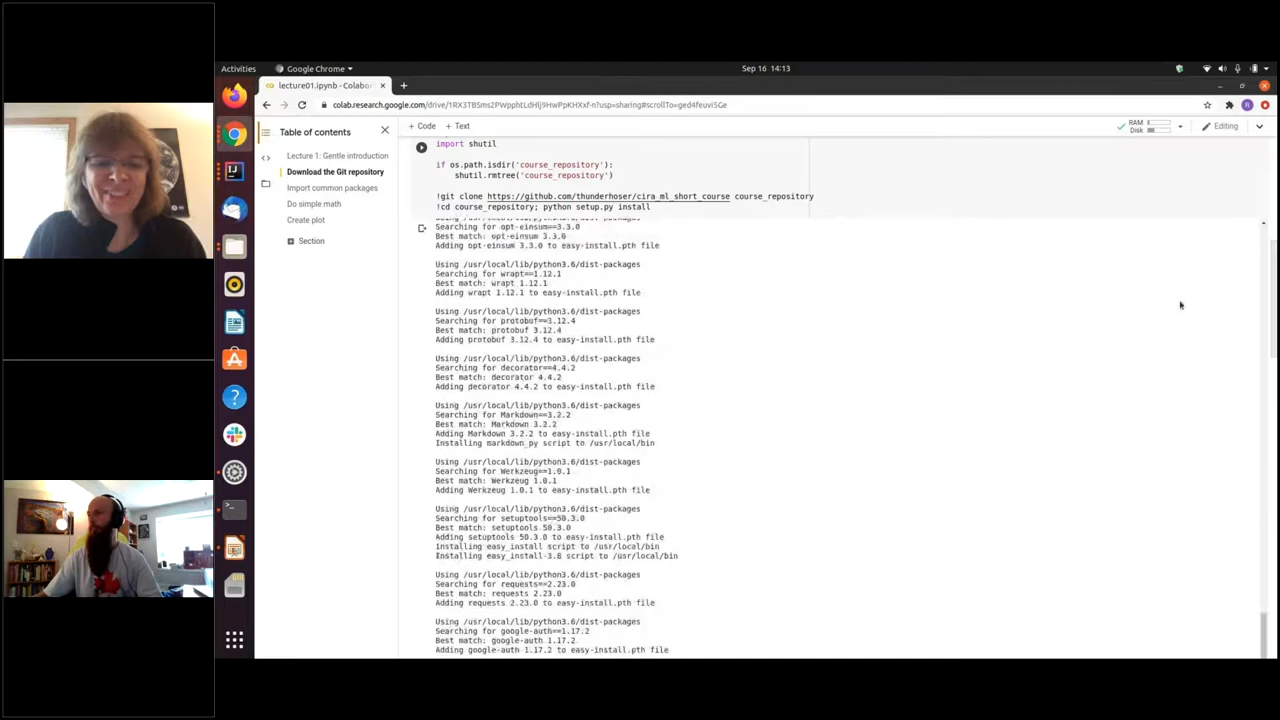 Activities
Google Chrome
Sep 16 14:13
lecture01.ipynb - Colabor
colab.research.google.com
+ Code
+ Text
RAM
Disk
Editing
Table of contents
Lecture 1: Gentle introduction
Download the Git repository
Import common packages
Do simple math
Create plot
Section
import shutil
if os.path.isdir('course_repository'):
shutil.rmtree('course_repository')
!git clone https://github.com/thunderhoser/cira_ml_short_course course_repository
!cd course_repository; python setup.py install
Using /usr/local/lib/python3.6/dist-packages
Searching for opt-einsum==3.3.0
Best match: opt-einsum 3.3.0
Adding opt-einsum 3.3.0 to easy-install.pth file
Using /usr/local/lib/python3.6/dist-packages
Searching for wrapt==1.12.1
Best match: wrapt 1.12.1
Adding wrapt 1.12.1 to easy-install.pth file
Using /usr/local/lib/python3.6/dist-packages
Searching for protobuf==3.12.4
Best match: protobuf 3.12.4
Adding protobuf 3.12.4 to easy-install.pth file
Using /usr/local/lib/python3.6/dist-packages
Searching for decorator==4.4.2
Best match: decorator 4.4.2
Adding decorator 4.4.2 to easy-install.pth file
Using /usr/local/lib/python3.6/dist-packages
Searching for Markdown==3.2.2
Best match: Markdown 3.2.2
Adding Markdown 3.2.2 to easy-install.pth file
Installing markdown_py script to /usr/local/bin
Using /usr/local/lib/python3.6/dist-packages
Searching for Werkzeug==1.0.1
Best match: Werkzeug 1.0.1
Adding Werkzeug 1.0.1 to easy-install.pth file
Using /usr/local/lib/python3.6/dist-packages
Searching for setuptools==50.3.0
Best match: setuptools 50.3.0
Adding setuptools 50.3.0 to easy-install.pth file
Installing easy_install script to /usr/local/bin
Installing easy_install-3.8 script to /usr/local/bin
Using /usr/local/lib/python3.6/dist-packages
Searching for requests==2.23.0
Best match: requests 2.23.0
Adding requests 2.23.0 to easy-install.pth file
Using /usr/local/lib/python3.6/dist-packages
Searching for google-auth==1.17.2
Best match: google-auth 1.17.2
Adding google-auth 1.17.2 to easy-install.pth file